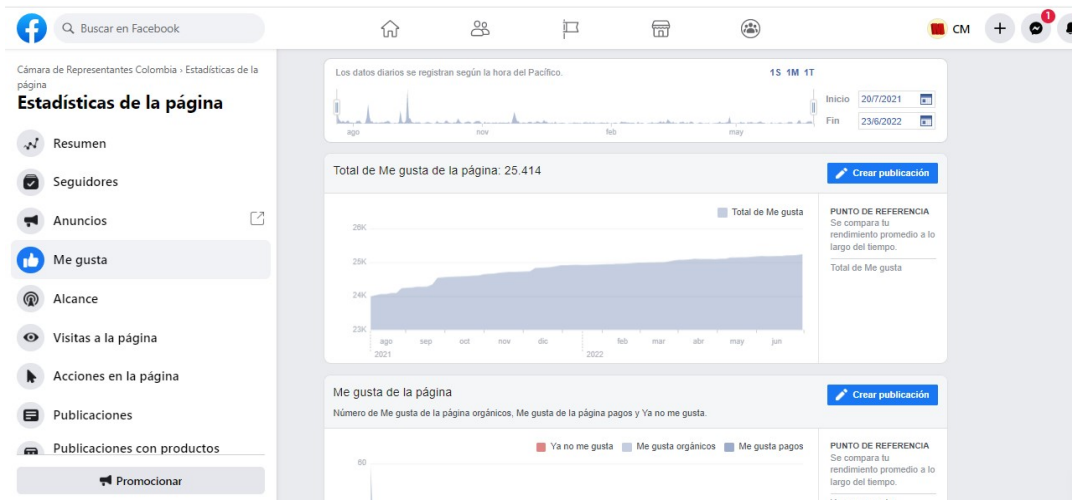 Buscar en Facebook
CM
1
Cámara de Representantes Colombia › Estadísticas de la
página
Estadísticas de la página
Resumen
Seguidores
Anuncios
Me gusta
Alcance
Visitas a la página
Acciones en la página
Publicaciones
Publicaciones con productos
Promocionar
Los datos diarios se registran según la hora del Pacífico.
1S 1M 1T
Inicio 20/7/2021
Fin 23/6/2022
ago nov feb may
Total de Me gusta de la página: 25.414
Crear publicación
Total de Me gusta
26K
25K
24K
23K
ago sep oct nov dic feb mar abr may jun
2021 2022
PUNTO DE REFERENCIA
Se compara tu
rendimiento promedio a lo
largo del tiempo.
Total de Me gusta
Me gusta de la página
Número de Me gusta de la página orgánicos, Me gusta de la página pagos y Ya no me gusta.
Crear publicación
Ya no me gusta Me gusta orgánicos Me gusta pagos
60
PUNTO DE REFERENCIA
Se compara tu
rendimiento promedio a lo
largo del tiempo.